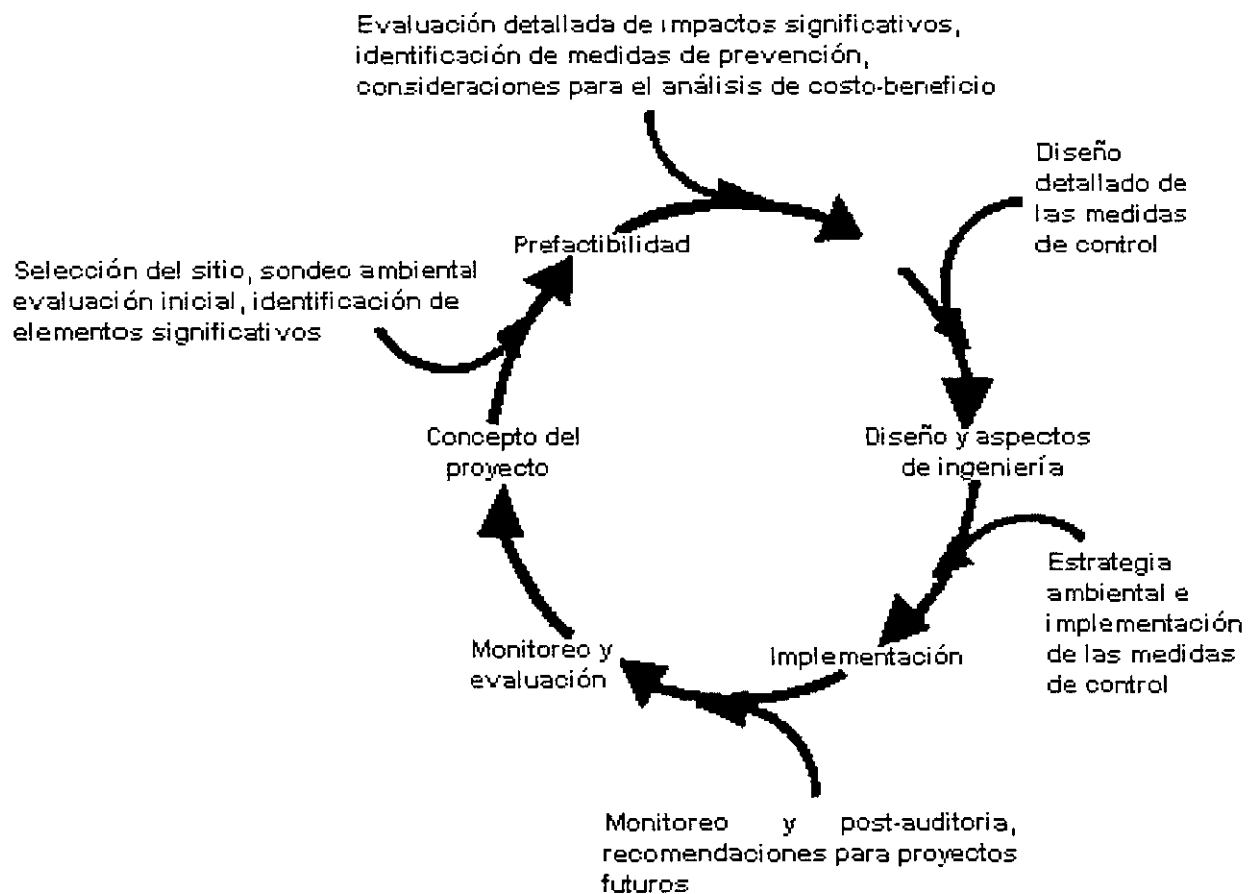 Evaluación detallada de impactos significativos,
identificación de medidas de prevención,
consideraciones para el análisis de costo-beneficio
Diseño
detallado de
las medidas
de control
Prefactibilidad
Selección del sitio, sondeo ambiental
evaluación inicial, identificación de
elementos significativos
Concepto del
proyecto
Diseño y aspectos
de ingeniería
Estrategia
ambiental e
implementación
de las medidas
de control
Monitoreo y
evaluación
Implementación
Monitoreo y post-auditoria,
recomendaciones para proyectos
futuros